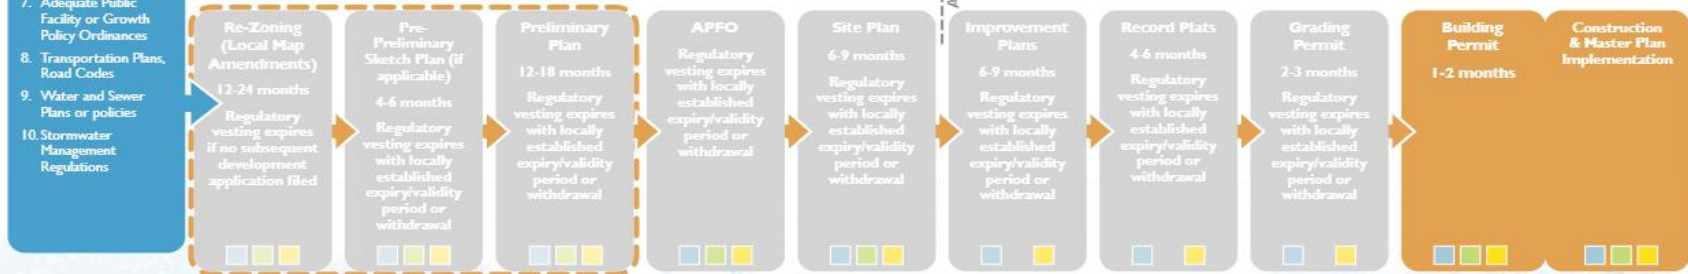 7. Adequate Public
Facility or Growth
Policy Ordinances
8. Transportation Plans,
Road Codes
9. Water and Sewer
Plans or policies
10. Stormwater
Management
Regulations
Re-Zoning
(Local Map
Amendments)
12-24 months
Regulatory
vesting expires
if no subsequent
development
application filed
Pre-
Preliminary
Sketch Plan (if
applicable)
4-6 months
Regulatory
vesting expires
with locally
established
expiry/validity
period or
withdrawal
Preliminary
Plan
12-18 months
Regulatory
vesting expires
with locally
established
expiry/validity
period or
withdrawal
APFO
Regulatory
vesting expires
with locally
established
expiry/validity
period or
withdrawal
Site Plan
6-9 months
Regulatory
vesting expires
with locally
established
expiry/validity
period or
withdrawal
Improvement
Plans
6-9 months
Regulatory
vesting expires
with locally
established
expiry/validity
period or
withdrawal
Record Plats
4-6 months
Regulatory
vesting expires
with locally
established
expiry/validity
period or
withdrawal
Grading
Permit
2-3 months
Regulatory
vesting expires
with locally
established
expiry/validity
period or
withdrawal
Building
Permit
1-2 months
Construction
& Master Plan
Implementation